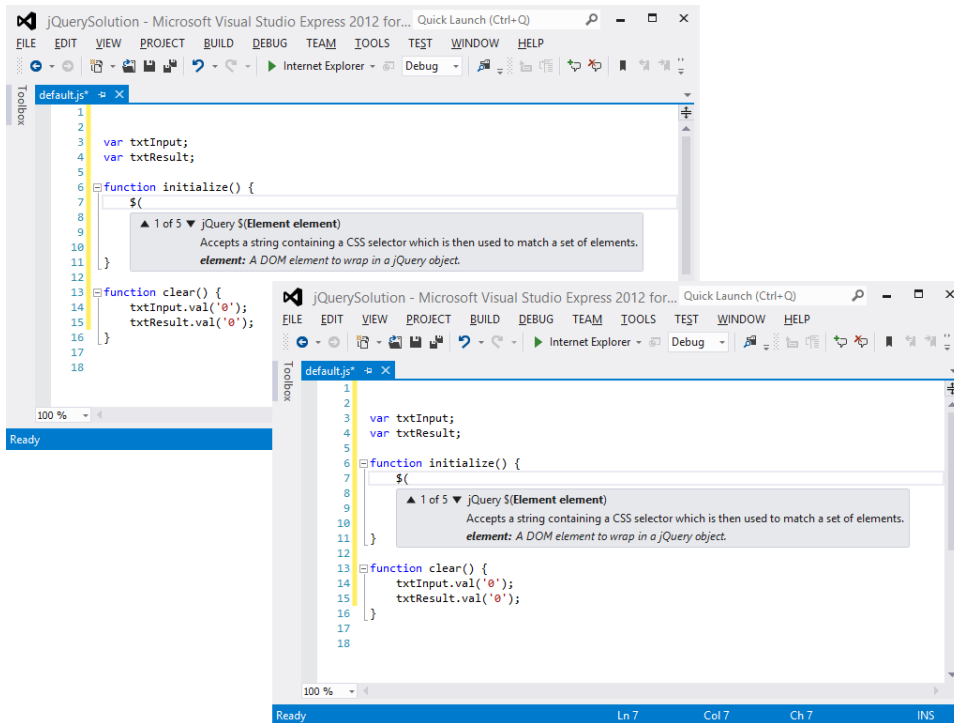 jQuerySolution - Microsoft Visual Studio Express 2012 for... Quick Launch (Ctrl+Q)
FILE EDIT VIEW PROJECT BUILD DEBUG TEAM TOOLS TEST WINDOW HELP
Internet Explorer Debug
Toolbox
default.js*
1
2
3 var txtInput;
4 var txtResult;
5
6 function initialize() {
7 $(
8 1 of 5 jQuery $(Element element)
9 Accepts a string containing a CSS selector which is then used to match a set of elements.
10 element: A DOM element to wrap in a jQuery object.
11 }
12
13 function clear() {
14 txtInput.val('0');
15 txtResult.val('0');
16 }
17
18
100 %
Ready
jQuerySolution - Microsoft Visual Studio Express 2012 for... Quick Launch (Ctrl+Q)
FILE EDIT VIEW PROJECT BUILD DEBUG TEAM TOOLS TEST WINDOW HELP
Internet Explorer Debug
Toolbox
default.js*
1
2
3 var txtInput;
4 var txtResult;
5
6 function initialize() {
7 $(
8 1 of 5 jQuery $(Element element)
9 Accepts a string containing a CSS selector which is then used to match a set of elements.
10 element: A DOM element to wrap in a jQuery object.
11 }
12
13 function clear() {
14 txtInput.val('0');
15 txtResult.val('0');
16 }
17
18
100 %
Ready Ln 7 Col 7 Ch 7 INS